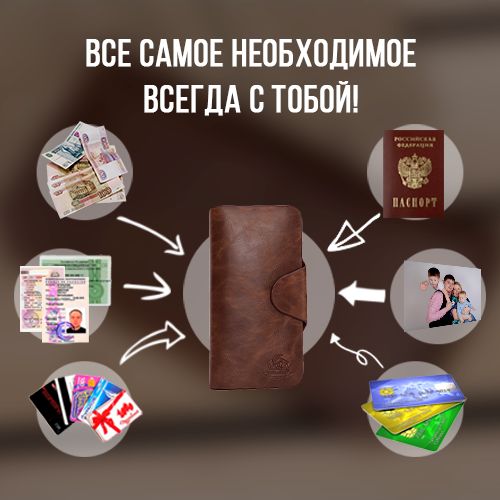 ВСЕ САМОЕ НЕОБХОДИМОЕ
ВСЕГДА С ТОБОЙ!
РОССИЙСКАЯ
ФЕДЕРАЦИЯ
ПАСПОРТ